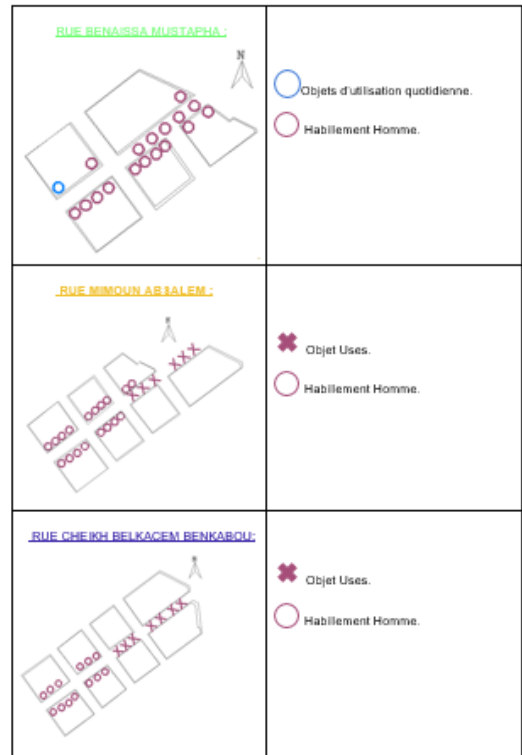 RUE BENAISSA MUSTAPHA :
N
Objets d'utilisation quotidienne.
Habillement Homme.
RUE MIMOUN ABSALEM :
Objet Uses.
Habillement Homme.
RUE CHEIKH BELKACEM BENKABOU:
Objet Uses.
Habillement Homme.